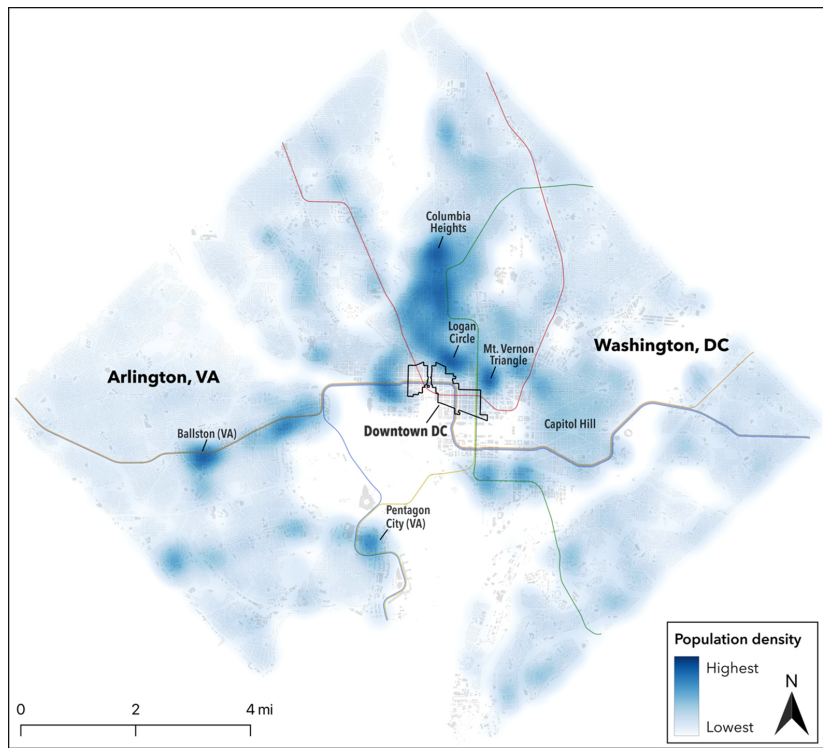 Columbia
Heights
Logan
Circle
Mt. Vernon
Triangle
Washington, DC
Arlington, VA
Capitol Hill
Downtown DC
Ballston (VA)
Pentagon
City (VA)
Population density
Highest
Lowest
N
0 2 4 mi